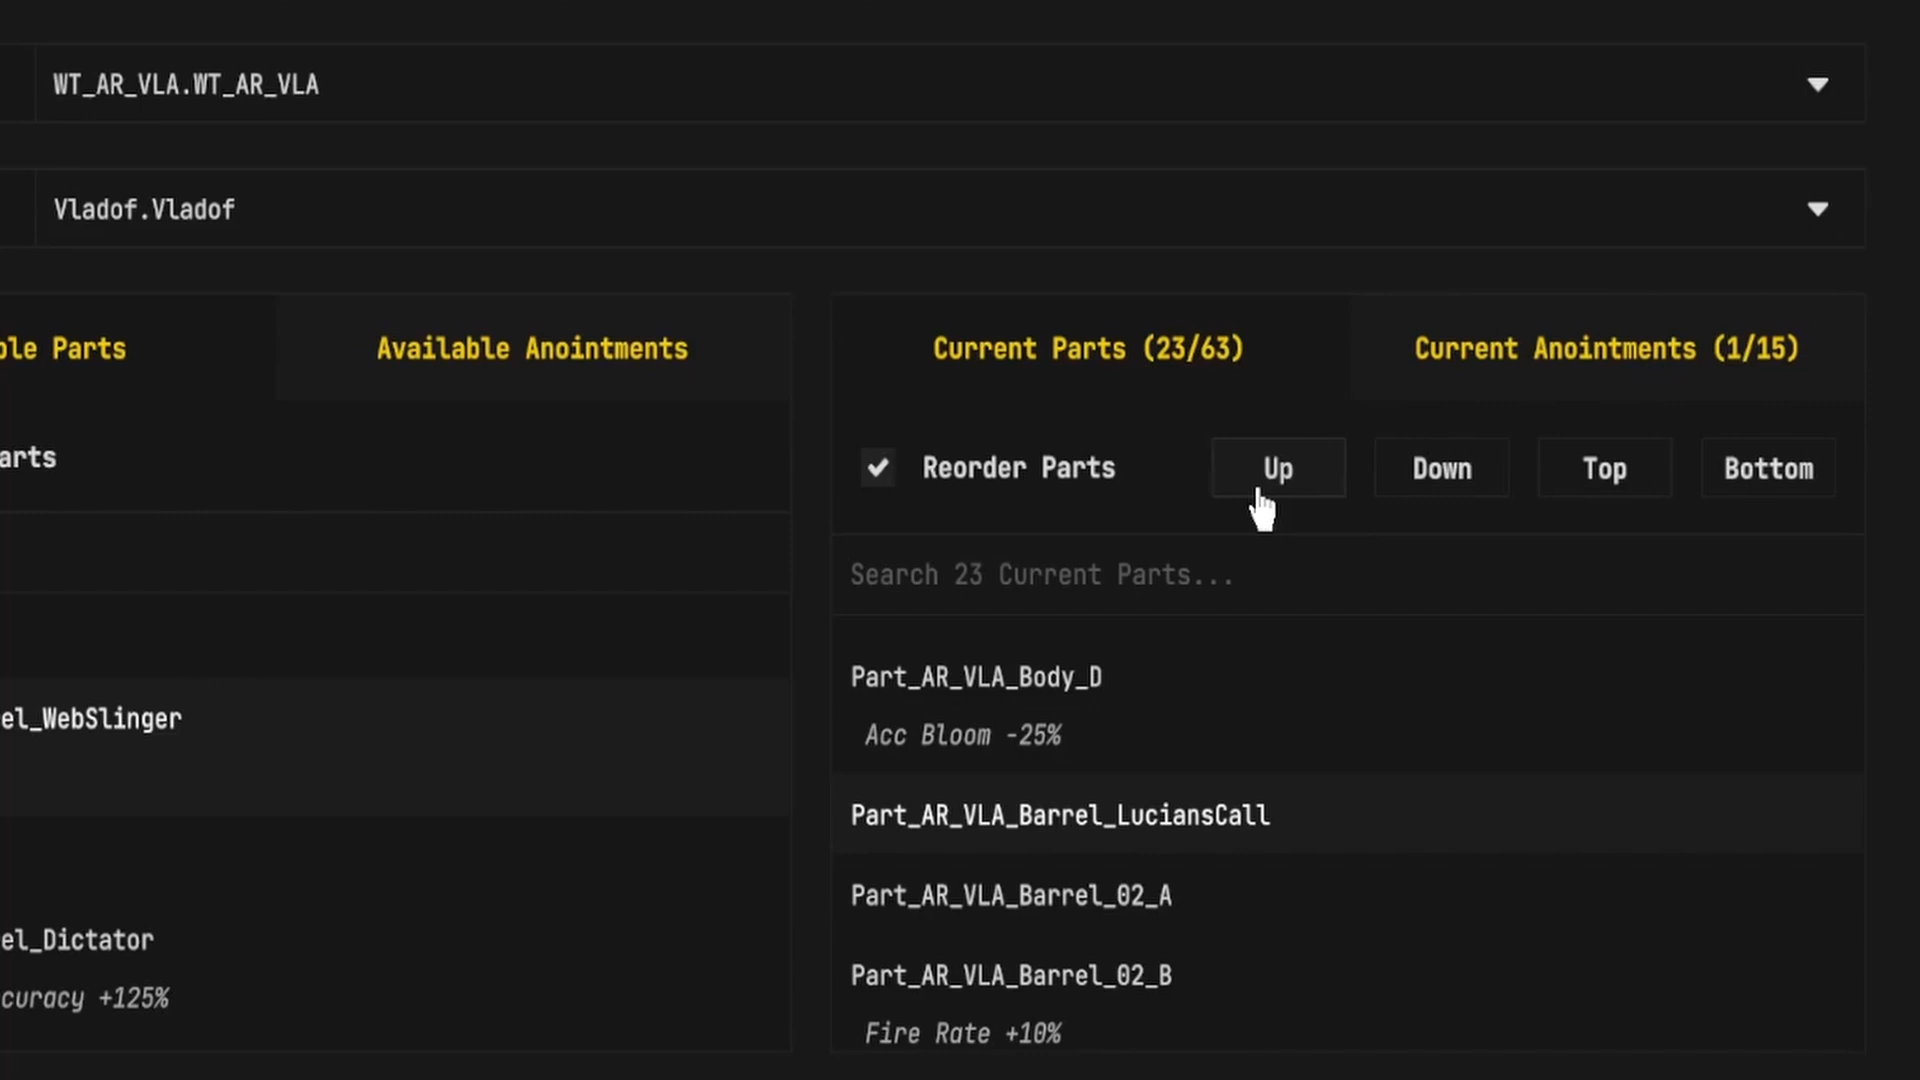 WT_AR_VLA.WT_AR_VLA
Vladof.Vladof
Parts
Available Anointments
Current Parts (23/63)
Current Anointments (1/15)
Reorder Parts
Up
Down
Top
Bottom
Search 23 Current Parts...
Part_AR_VLA_Body_D
Acc Bloom -25%
el_WebSlinger
Part_AR_VLA_Barrel_LuciansCall
Part_AR_VLA_Barrel_02_A
el_Dictator
Part_AR_VLA_Barrel_02_B
curacy +125%
Fire Rate +10%